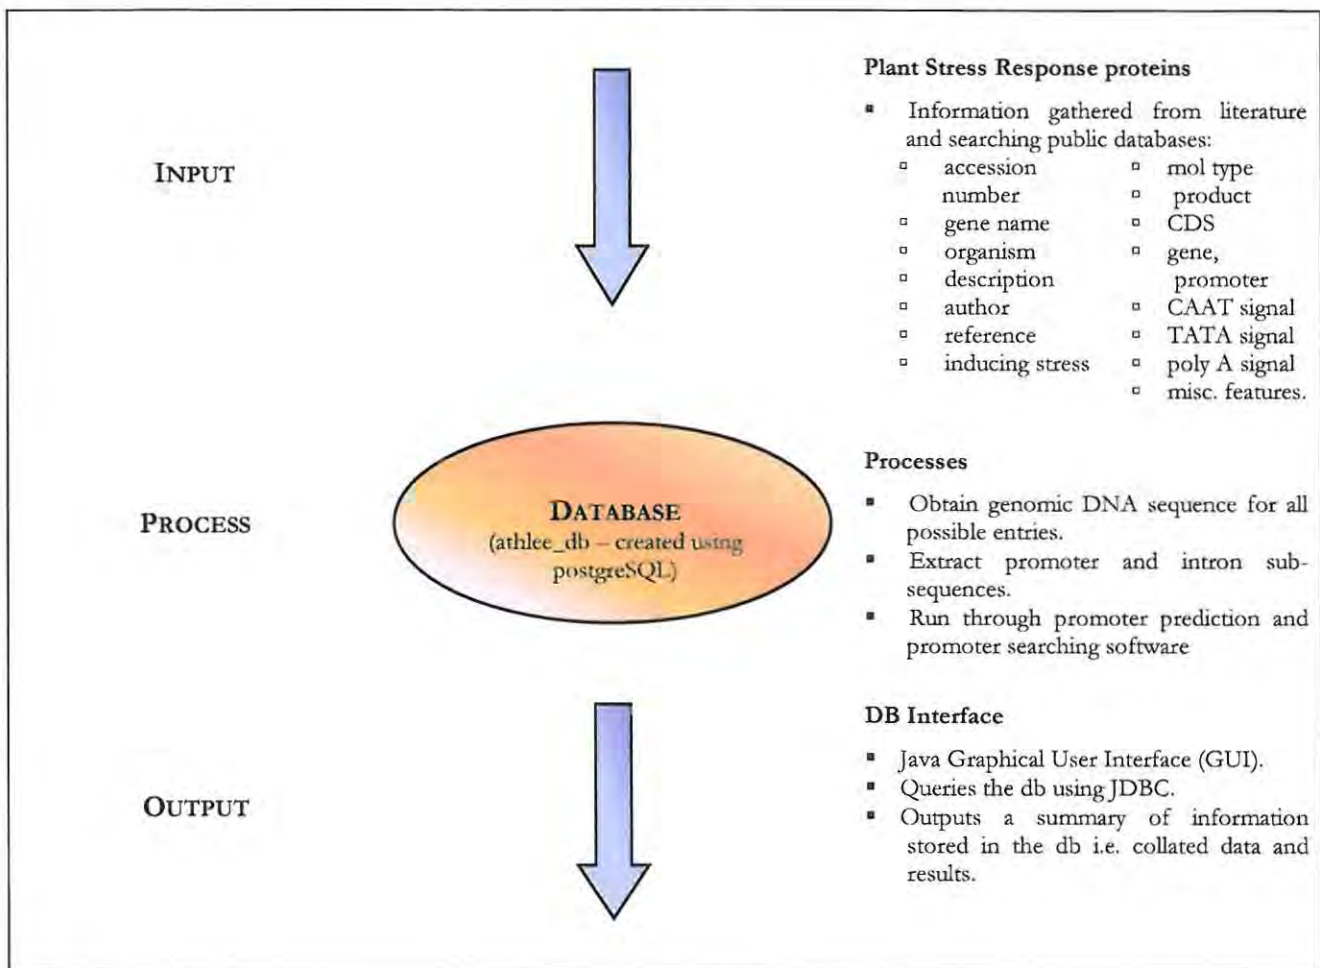 INPUT
Plant Stress Response proteins
▪ Information gathered from literature
and searching public databases:
▫ accession
number
▫ gene name
▫ organism
▫ description
▫ author
▫ reference
▫ inducing stress
▫ mol type
▫ product
▫ CDS
▫ gene,
promoter
▫ CAAT signal
▫ TATA signal
▫ poly A signal
▫ misc. features.
PROCESS
DATABASE
(athlee_db – created using
postgreSQL)
Processes
▪ Obtain genomic DNA sequence for all
possible entries.
▪ Extract promoter and intron sub-
sequences.
▪ Run through promoter prediction and
promoter searching software
OUTPUT
DB Interface
▪ Java Graphical User Interface (GUI).
▪ Queries the db using JDBC.
▪ Outputs a summary of information
stored in the db i.e. collated data and
results.